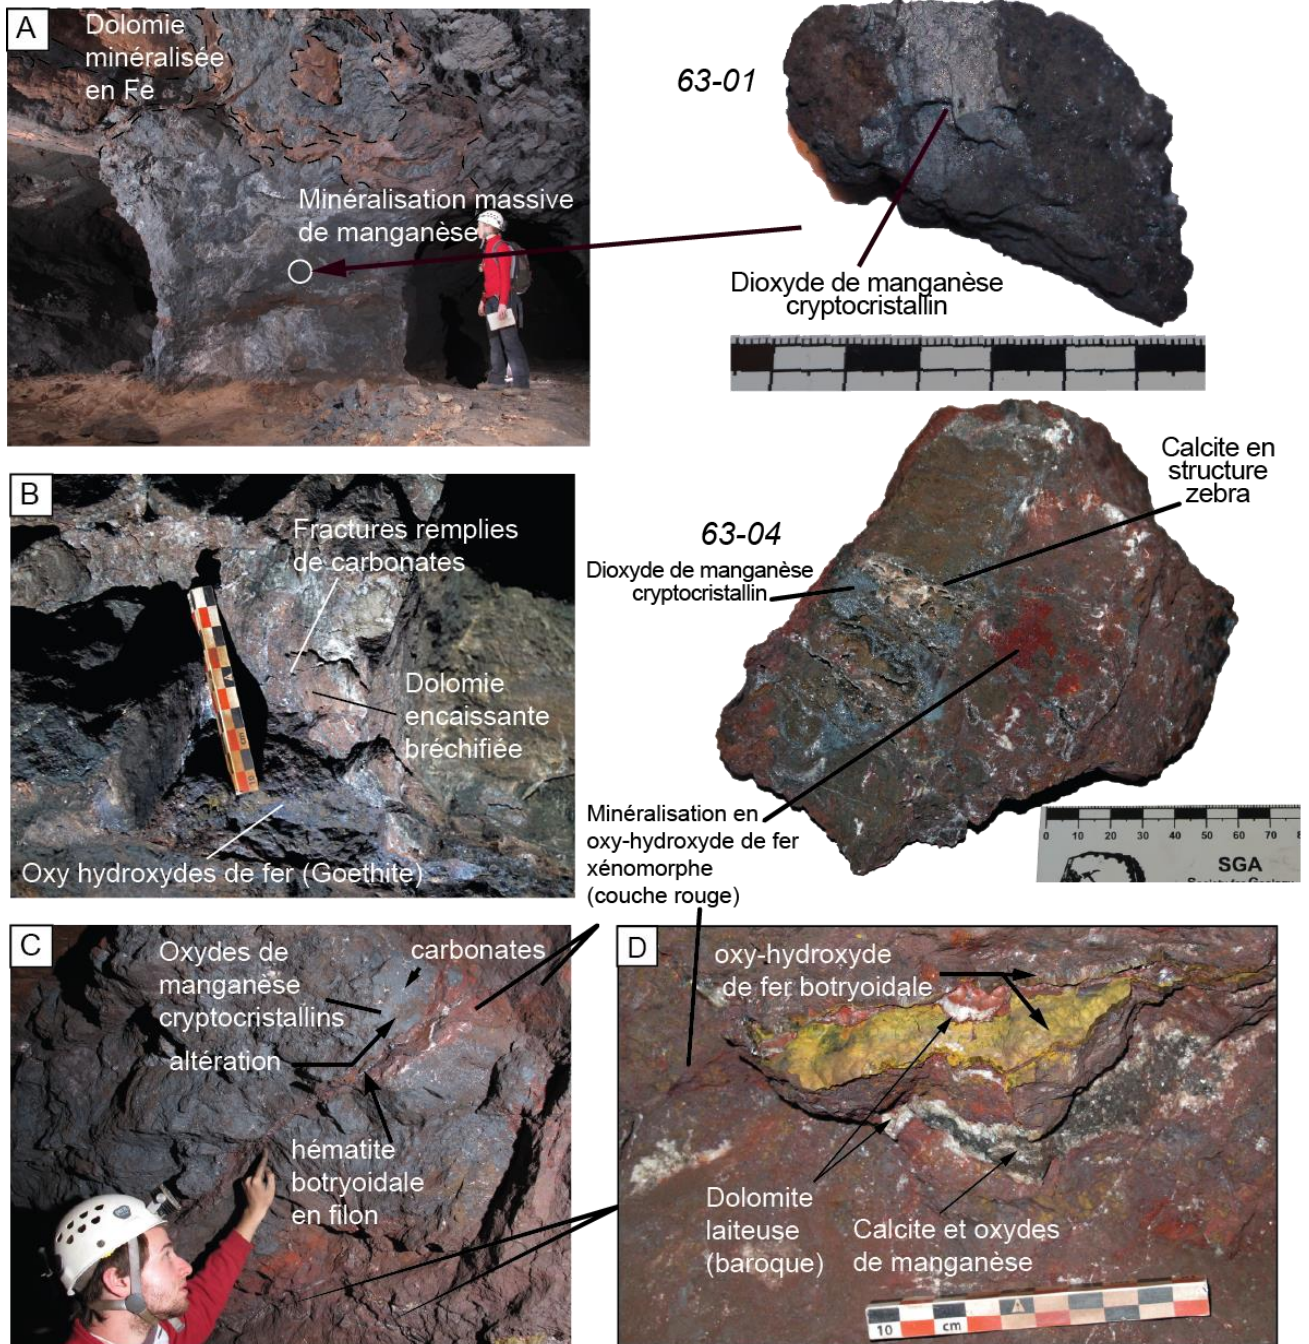 A
Dolomie
minéralisée
en Fe
Minéralisation massive
de manganèse
63-01
Dioxyde de manganèse
cryptocristallin
B
Fractures remplies
de carbonates
Dolomie
encaissante
bréchifiée
Oxy hydroxydes de fer (Goethite)
A
cm
10
63-04
Calcite en
structure
zebra
Dioxyde de manganèse
cryptocristallin
Minéralisation en
oxy-hydroxyde de fer
xénomorphe
(couche rouge)
0 10 20 30 40 50 60 70
SGA
C
Oxydes de
manganèse
cryptocristallins
carbonates
altération
hématite
botryoidale
en filon
D
oxy-hydroxyde
de fer botryoidale
Dolomite
laiteuse
(baroque)
Calcite et oxydes
de manganèse
10 cm A